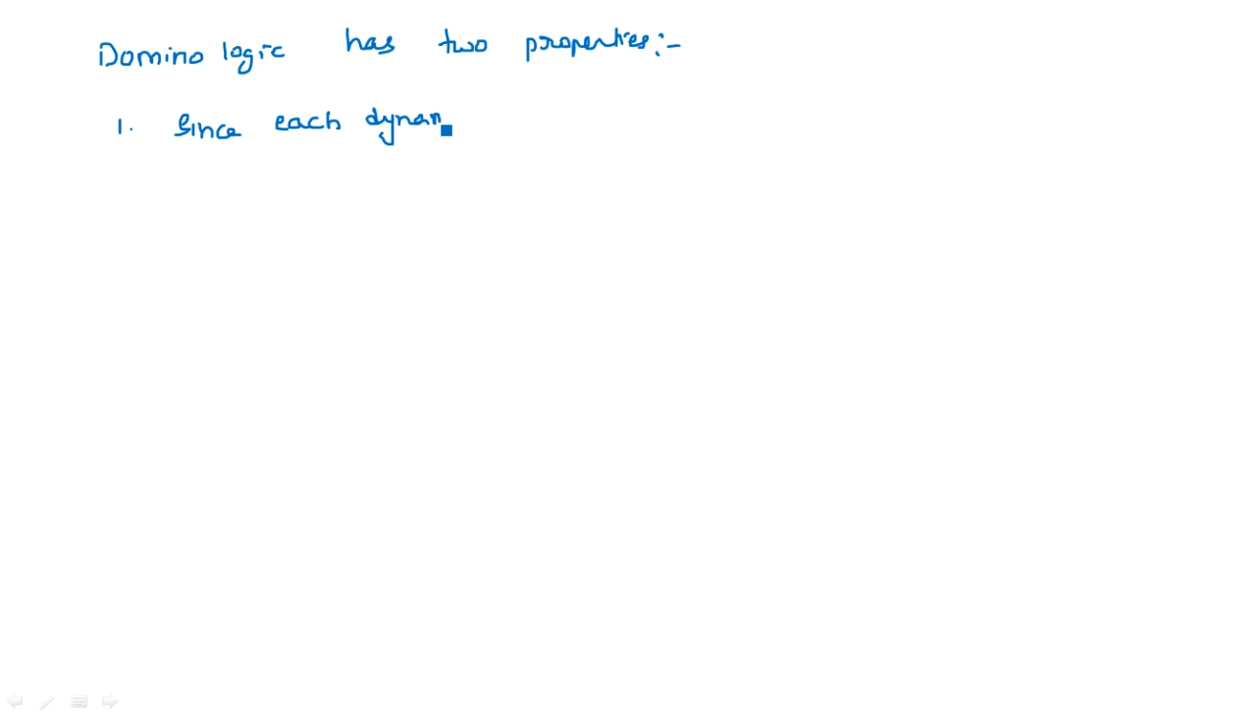 Domino logic has two properties:-
1. Since each dynam